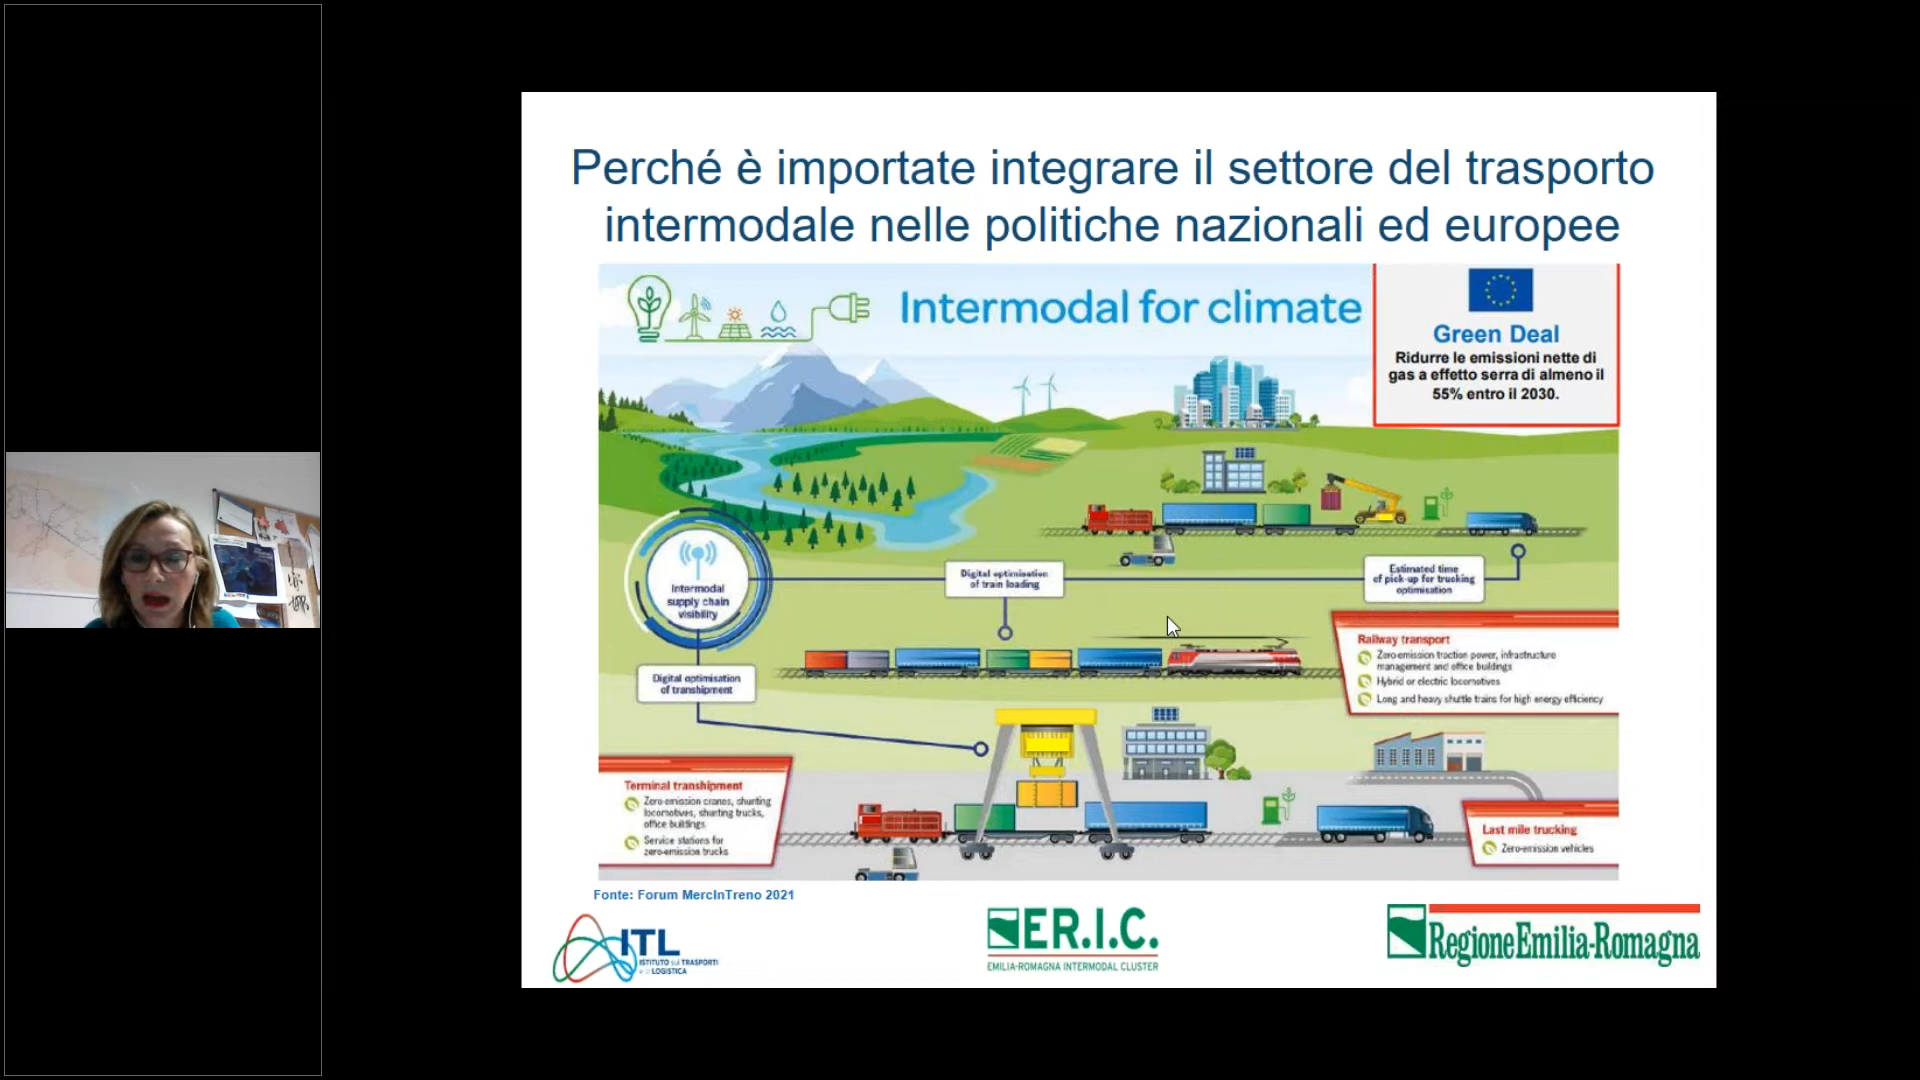 Perché è importate integrare il settore del trasporto
intermodale nelle politiche nazionali ed europee
Intermodal for climate
Green Deal
Ridurre le emissioni nette di
gas a effetto serra di almeno il
55% entro il 2030.
Intermodal
supply chain
visibility
Digital optimisation
of train loading
Estimated time
of pick-up for trucking
optimisation
Digital optimisation
of transhipment
Railway transport
Zero-emission traction power, infrastructure
management and office buildings
Hybrid or electric locomotives
Long and heavy shuttle trains for high energy efficiency
Terminal transhipment
Zero-emission cranes, shunting
locomotives, shunting trucks,
office buildings
Service stations for
zero-emission trucks
Last mile trucking
Zero-emission vehicles
Fonte: Forum MercInTreno 2021
ITL
ISTITUTO sui TRASPORTI
e la LOGISTICA
ER.I.C.
EMILIA-ROMAGNA INTERMODAL CLUSTER
RegioneEmilia-Romagna